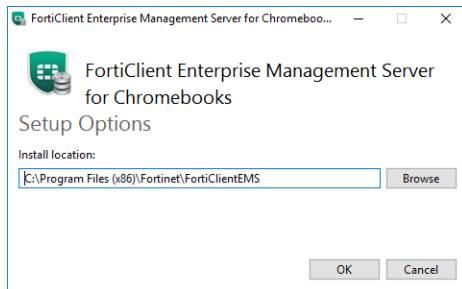 FortiClient Enterprise Management Server for Chromeboo...
FortiClient Enterprise Management Server
for Chromebooks
Setup Options
Install location:
C:\Program Files (x86)\Fortinet\FortiClientEMS
Browse
OK
Cancel